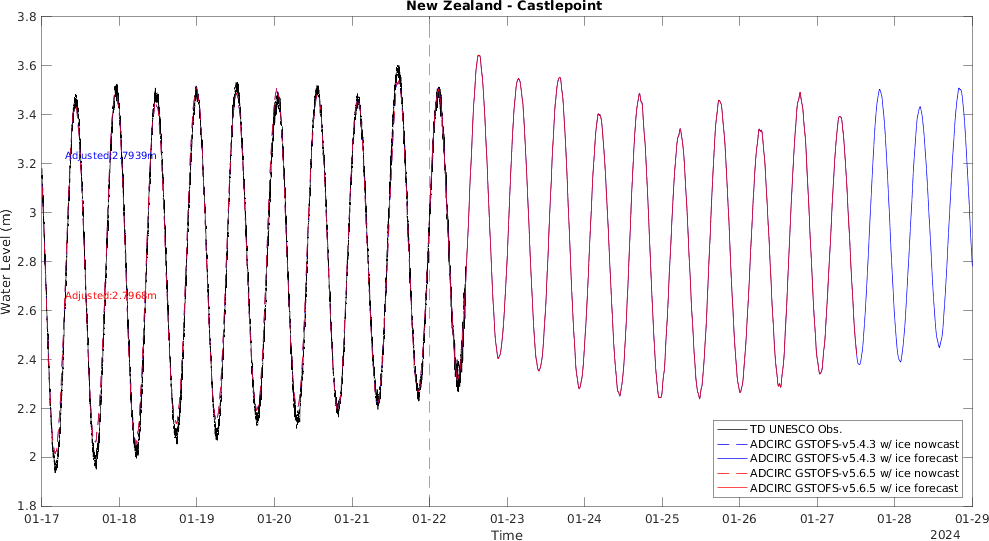 New Zealand - Castlepoint
3.8
3.6
3.4
3.2
3
2.8
2.6
2.4
2.2
2
1.8
Water Level (m)
Adjusted:2.7939m
Adjusted:2.7968m
TD UNESCO Obs.
ADCIRC GSTOFS-v5.4.3 w/ ice nowcast
ADCIRC GSTOFS-v5.4.3 w/ ice forecast
ADCIRC GSTOFS-v5.6.5 w/ ice nowcast
ADCIRC GSTOFS-v5.6.5 w/ ice forecast
01-17 01-18 01-19 01-20 01-21 01-22 01-23 01-24 01-25 01-26 01-27 01-28 01-29
Time
2024